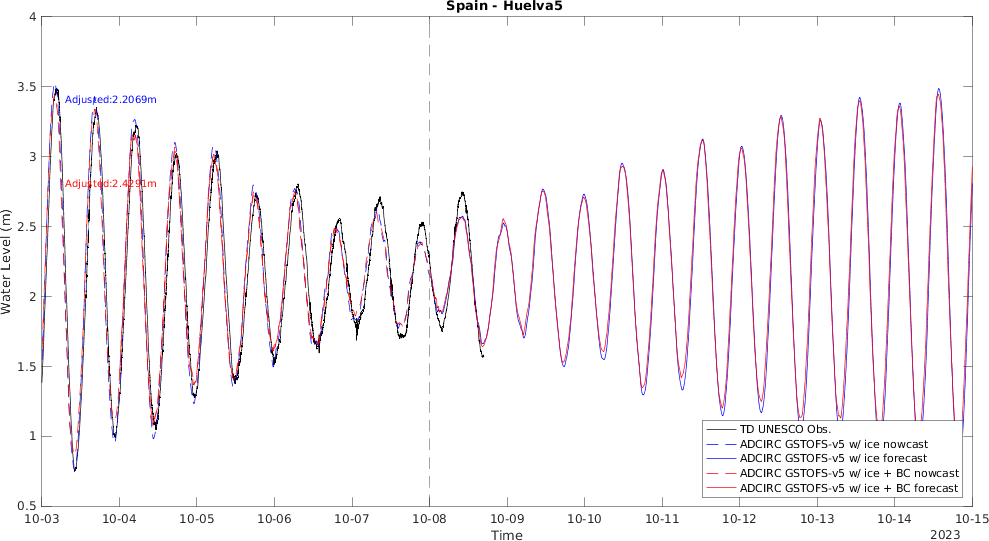 Spain - Huelva5
4
3.5
3
2.5
2
1.5
1
0.5
Water Level (m)
Adjusted:2.2069m
Adjusted:2.4291m
TD UNESCO Obs.
ADCIRC GSTOFS-v5 w/ ice nowcast
ADCIRC GSTOFS-v5 w/ ice forecast
ADCIRC GSTOFS-v5 w/ ice + BC nowcast
ADCIRC GSTOFS-v5 w/ ice + BC forecast
10-03 10-04 10-05 10-06 10-07 10-08 10-09 10-10 10-11 10-12 10-13 10-14 10-15
Time
2023